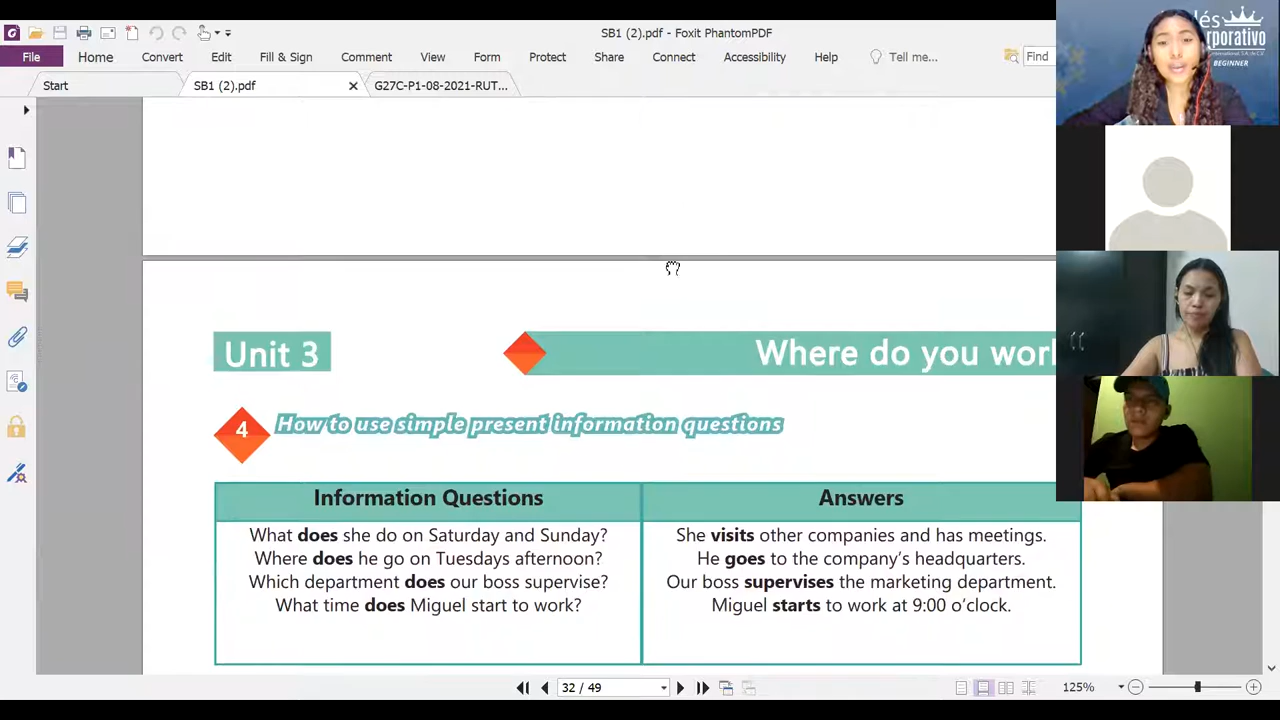 SB1 (2).pdf - Foxit PhantomPDF
File Home Convert Fill & Sign Edit Comment View Form Protect Share Connect Accessibility Help Tell me... Find
Start SB1 (2).pdf G27C-P1-08-2021-RUT...
lés
rporativo
International, S.A. de C.V.
BEGINNER
Unit 3 Where do you work
4 How to use simple present information questions
Information Questions Answers
What does she do on Saturday and Sunday? She visits other companies and has meetings.
Where does he go on Tuesdays afternoon? He goes to the company's headquarters.
Which department does our boss supervise? Our boss supervises the marketing department.
What time does Miguel start to work? Miguel starts to work at 9:00 o'clock.
32 / 49 125%